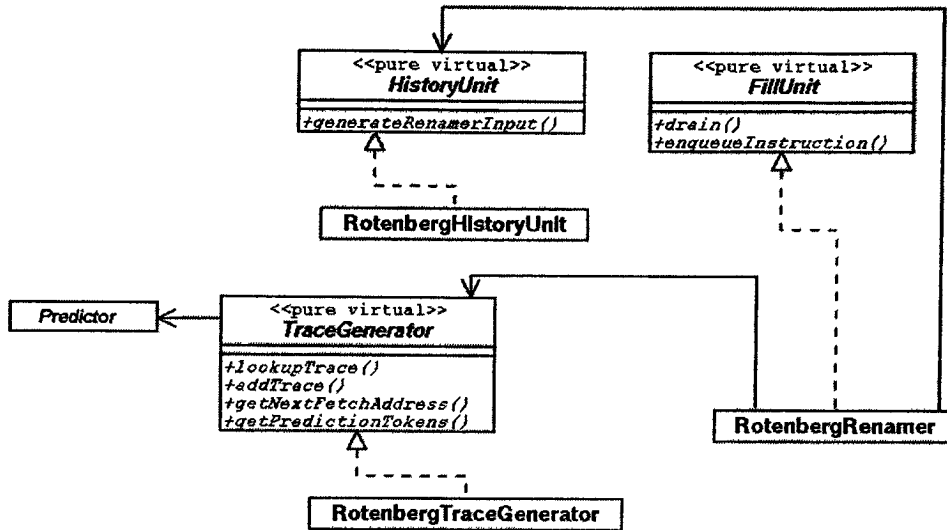 <<pure virtual>>
HistoryUnit
+generateRenamerInput()
<<pure virtual>>
FillUnit
+drain()
+enqueueInstruction()
RotenbergHistoryUnit
Predictor
<<pure virtual>>
TraceGenerator
+lookupTrace()
+addTrace()
+getNextFetchAddress()
+getPredictionTokens()
RotenbergRenamer
RotenbergTraceGenerator